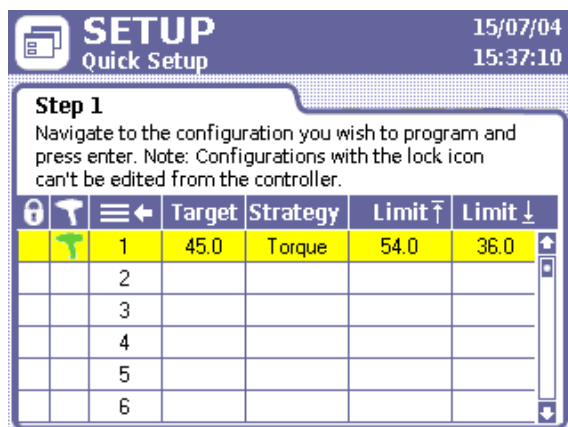 SETUP
15/07/04
Quick Setup
15:37:10
Step 1
Navigate to the configuration you wish to program and
press enter. Note: Configurations with the lock icon
can't be edited from the controller.
Target Strategy Limit Limit
1 45.0 Torque 54.0 36.0
2
3
4
5
6